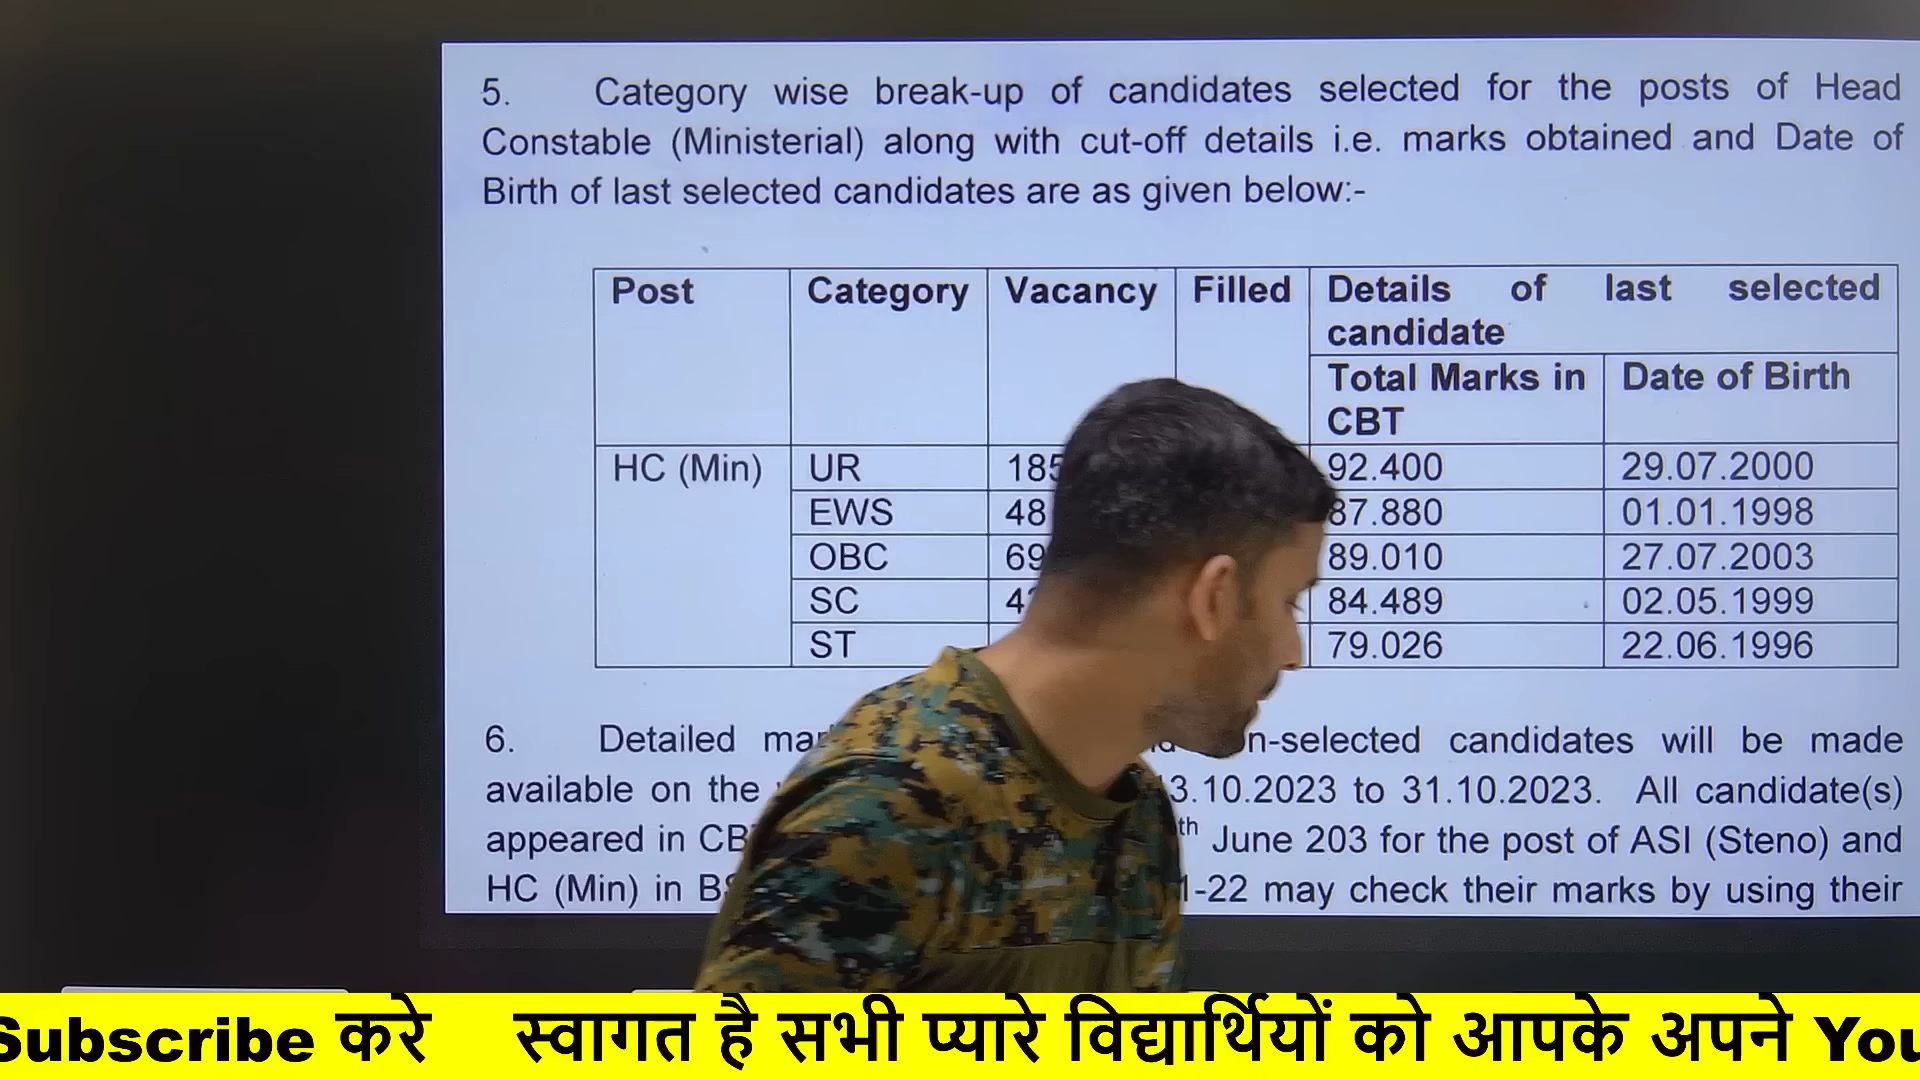 5. Category wise break-up of candidates selected for the posts of Head
Constable (Ministerial) along with cut-off details i.e. marks obtained and Date of
Birth of last selected candidates are as given below:-
Post Category Vacancy Filled Details of last selected
candidate
Total Marks in Date of Birth
CBT
HC (Min) UR 92.400 29.07.2000
EWS 48 87.880 01.01.1998
OBC 69 89.010 27.07.2003
SC 84.489 02.05.1999
ST 79.026 22.06.1996
6. Detailed candidates will be made
available on the to 31.10.2023. All candidate(s)
appeared in June 203 for the post of ASI (Steno) and
HC (Min) in may check their marks by using their
Subscribe करे स्वागत है सभी प्यारे विद्यार्थियों को आपके अपने You